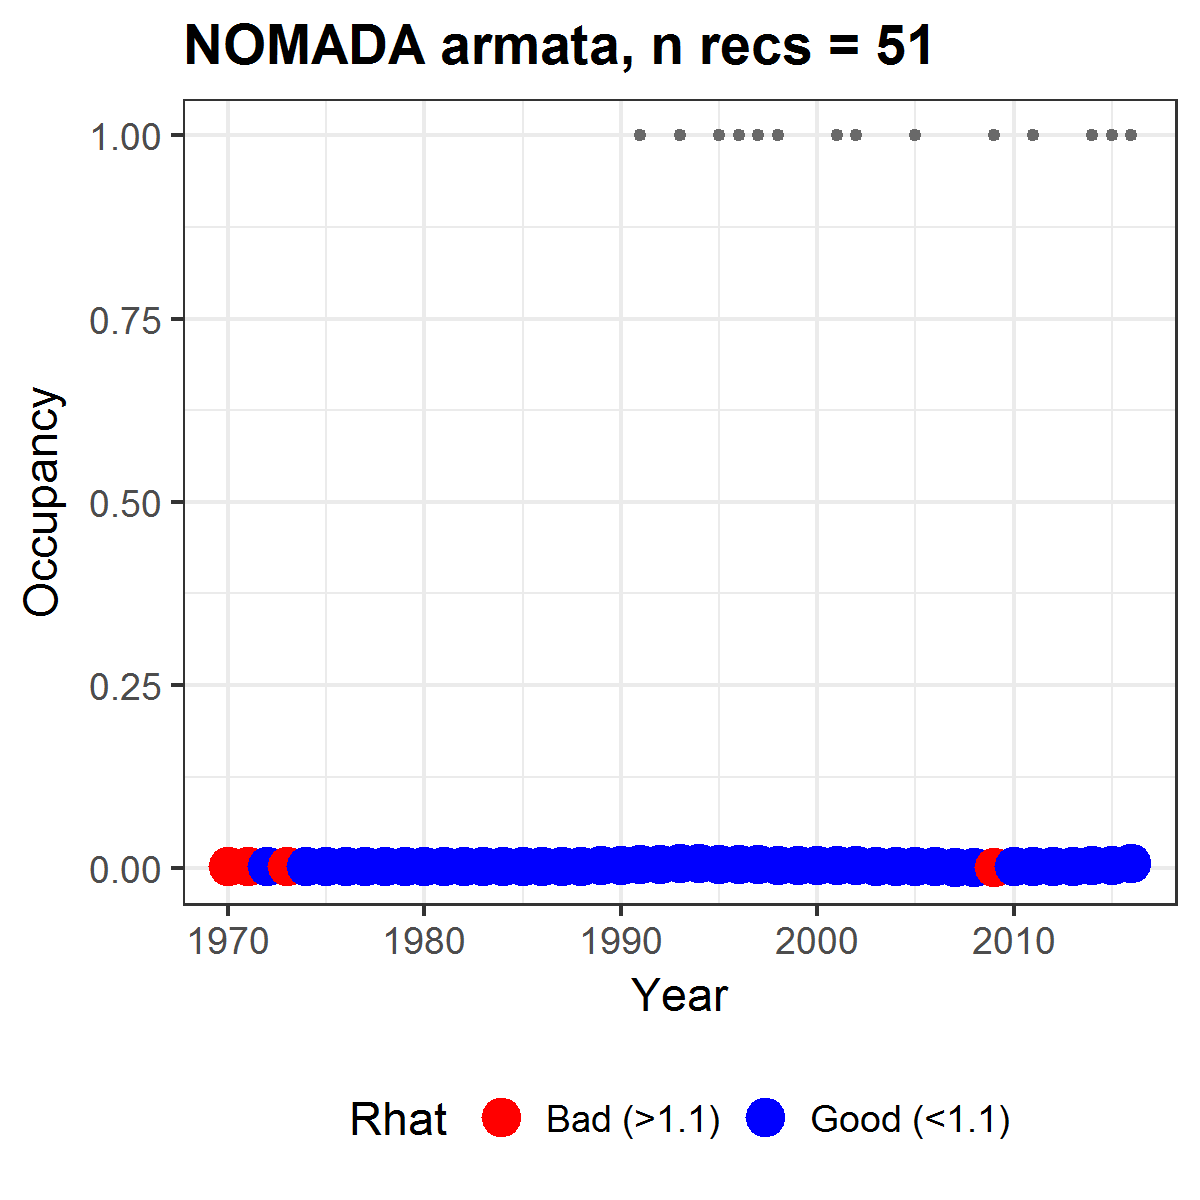 NOMADA armata, n recs = 51
1.00
0.75
0.50
0.25
0.00
Occupancy
1970 1980 1990 2000 2010
Year
Rhat Bad (>1.1) Good (<1.1)